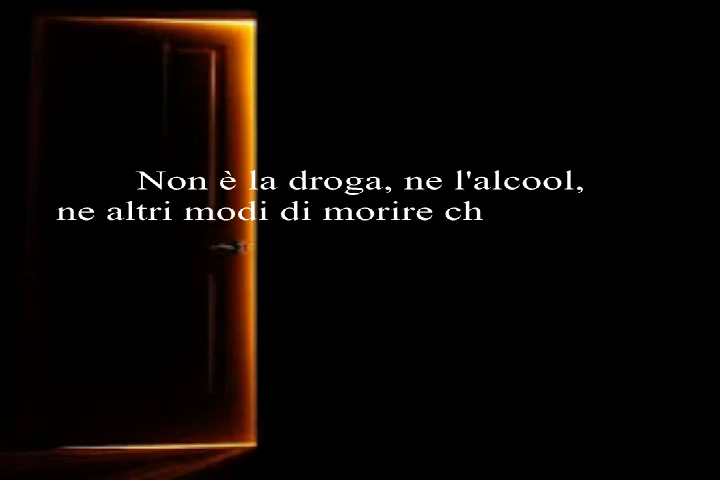 Non è la droga, ne l'alcool,
ne altri modi di morire ch